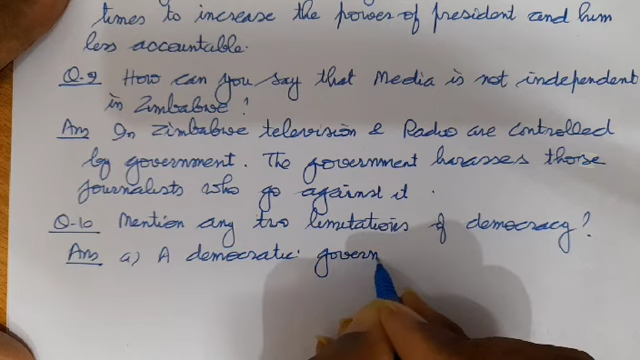 times to increase the power of president and him
less accountable.
Q.9 How can you say that Media is not independent
in Zimbabwe?
Ans In Zimbabwe television & Radio are controlled
by government. The government harasses those
journalists who go against it.
Q.10 Mention any two limitations of democracy?
Ans a) A democratic govern